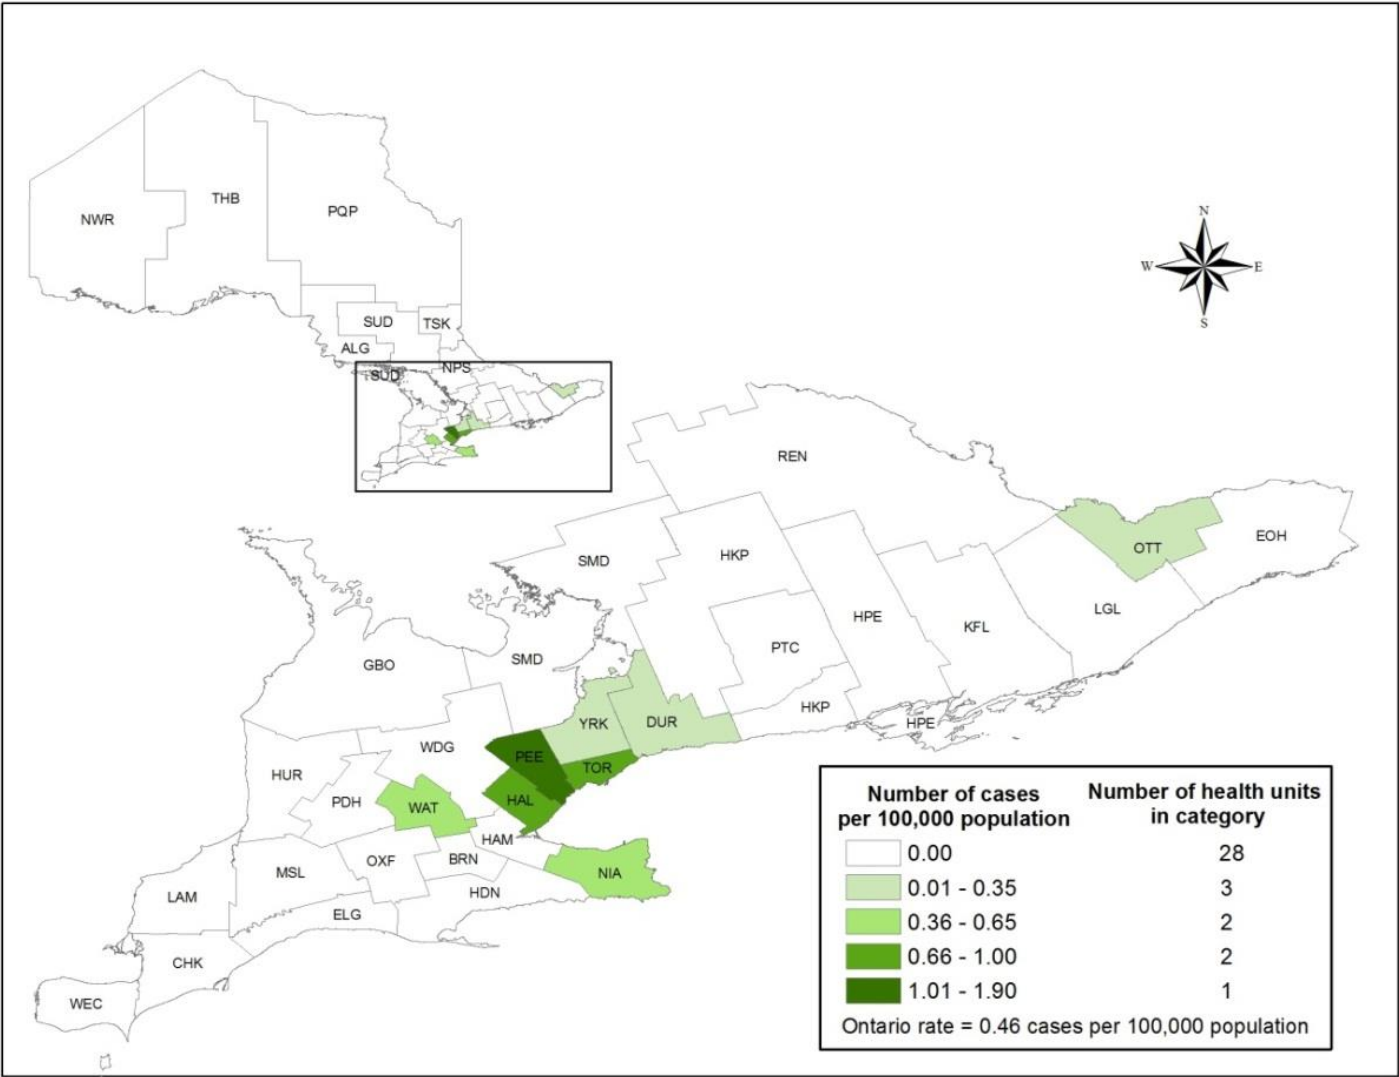 N
W E
S
NWR
THB
PQP
SUD
TSK
ALG
NPS
SUD
REN
OTT
EOH
SMD
HKP
LGL
HPE
KFL
PTC
GBO
SMD
HKP
HPE
YRK
DUR
WDG
PEE
TOR
HUR
PDH
WAT
HAL
HAM
MSL
OXF
BRN
NIA
LAM
HDN
ELG
CHK
WEC
Number of cases per 100,000 population
Number of health units in category
0.00 28
0.01 - 0.35 3
0.36 - 0.65 2
0.66 - 1.00 2
1.01 - 1.90 1
Ontario rate = 0.46 cases per 100,000 population